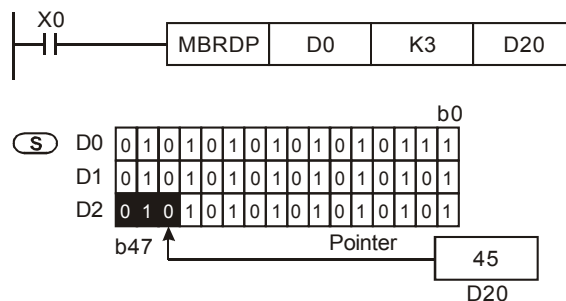 X0
MBRDP D0 K3 D20
b0
S D0 0 1 0 1 0 1 0 1 0 1 0 1 0 1 1 1
D1 0 1 0 1 0 1 0 1 0 1 0 1 0 1 0 1
D2 0 1 0 1 0 1 0 1 0 1 0 1 0 1 0 1
b47 Pointer
45
D20